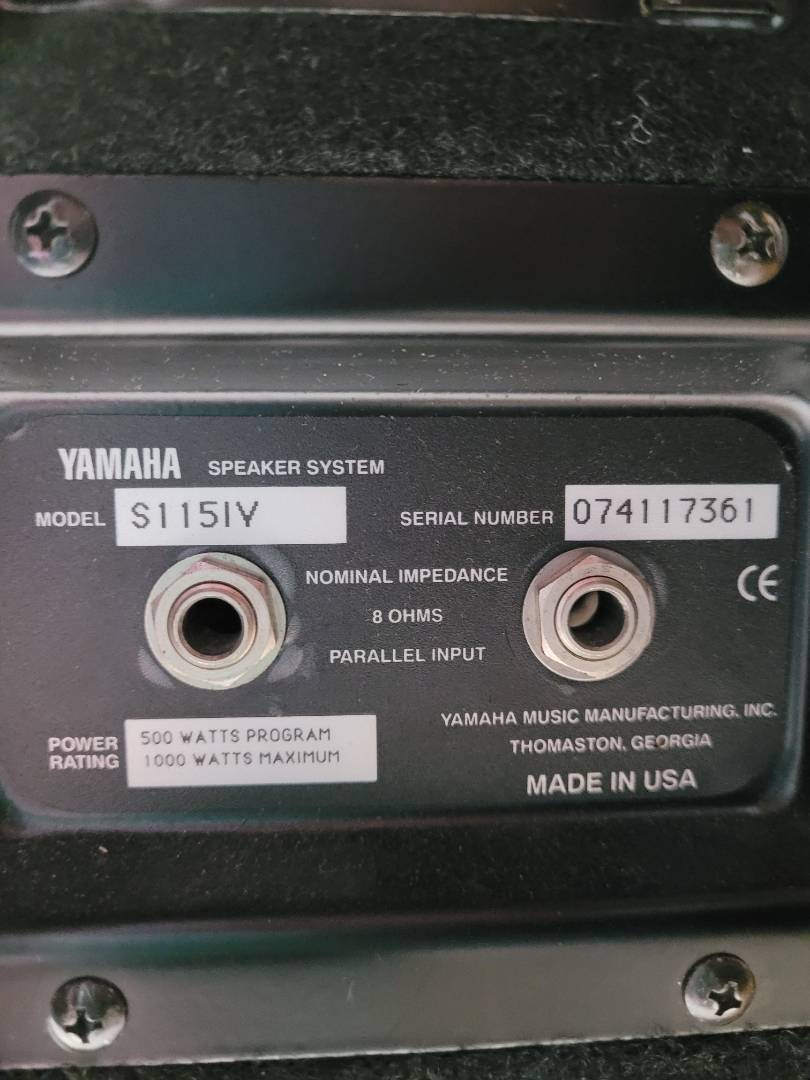 YAMAHA SPEAKER SYSTEM
MODEL S115IV SERIAL NUMBER 074117361
NOMINAL IMPEDANCE
8 OHMS
PARALLEL INPUT
CE
POWER RATING 500 WATTS PROGRAM
1000 WATTS MAXIMUM
YAMAHA MUSIC MANUFACTURING, INC.
THOMASTON, GEORGIA
MADE IN USA